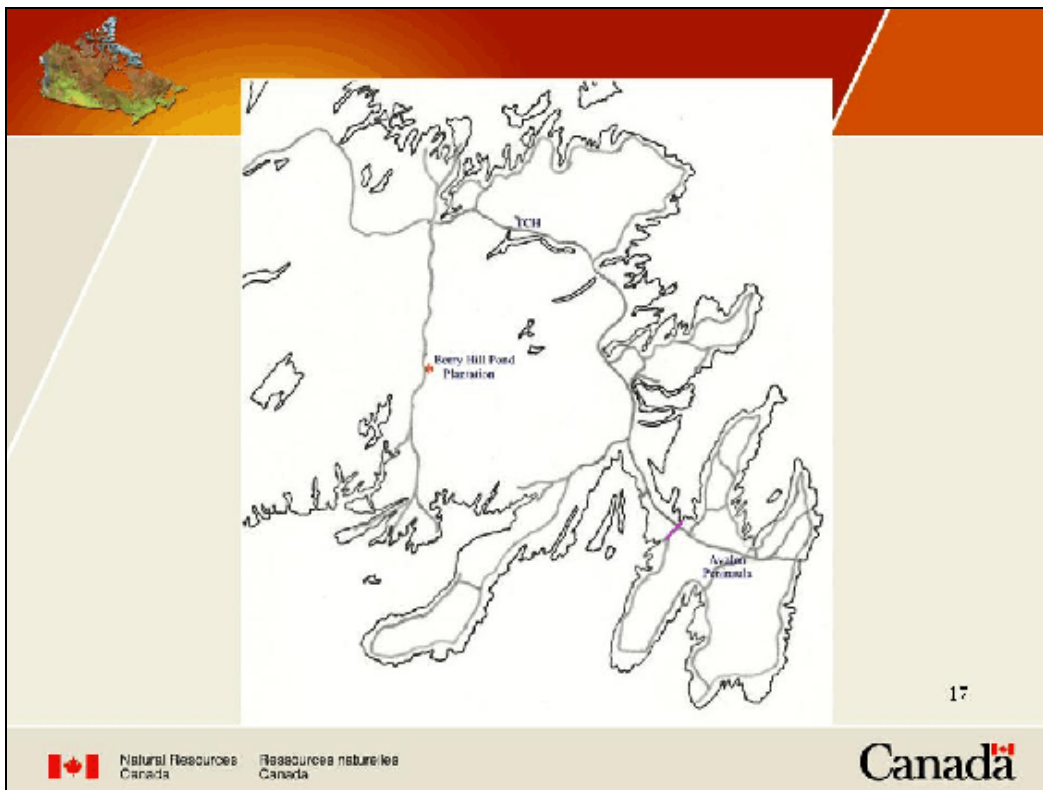 TCH
Berry Hill Pond
Plantation
Avalon
Peninsula
17
Natural Resources Ressources naturelles
Canada Canada
Canada